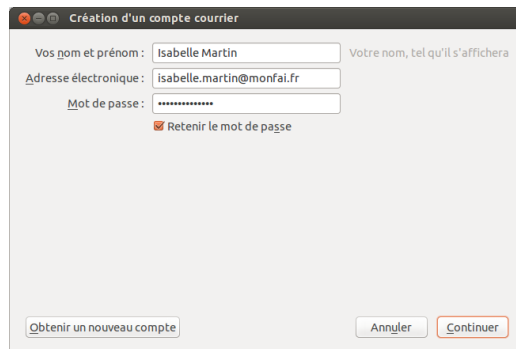 Création d'un compte courrier
Vos nom et prénom : Isabelle Martin Votre nom, tel qu'il s'affichera
Adresse électronique : isabelle.martin@monfai.fr
Mot de passe : ••••••••••••••
Retenir le mot de passe
Obtenir un nouveau compte Annuler Continuer